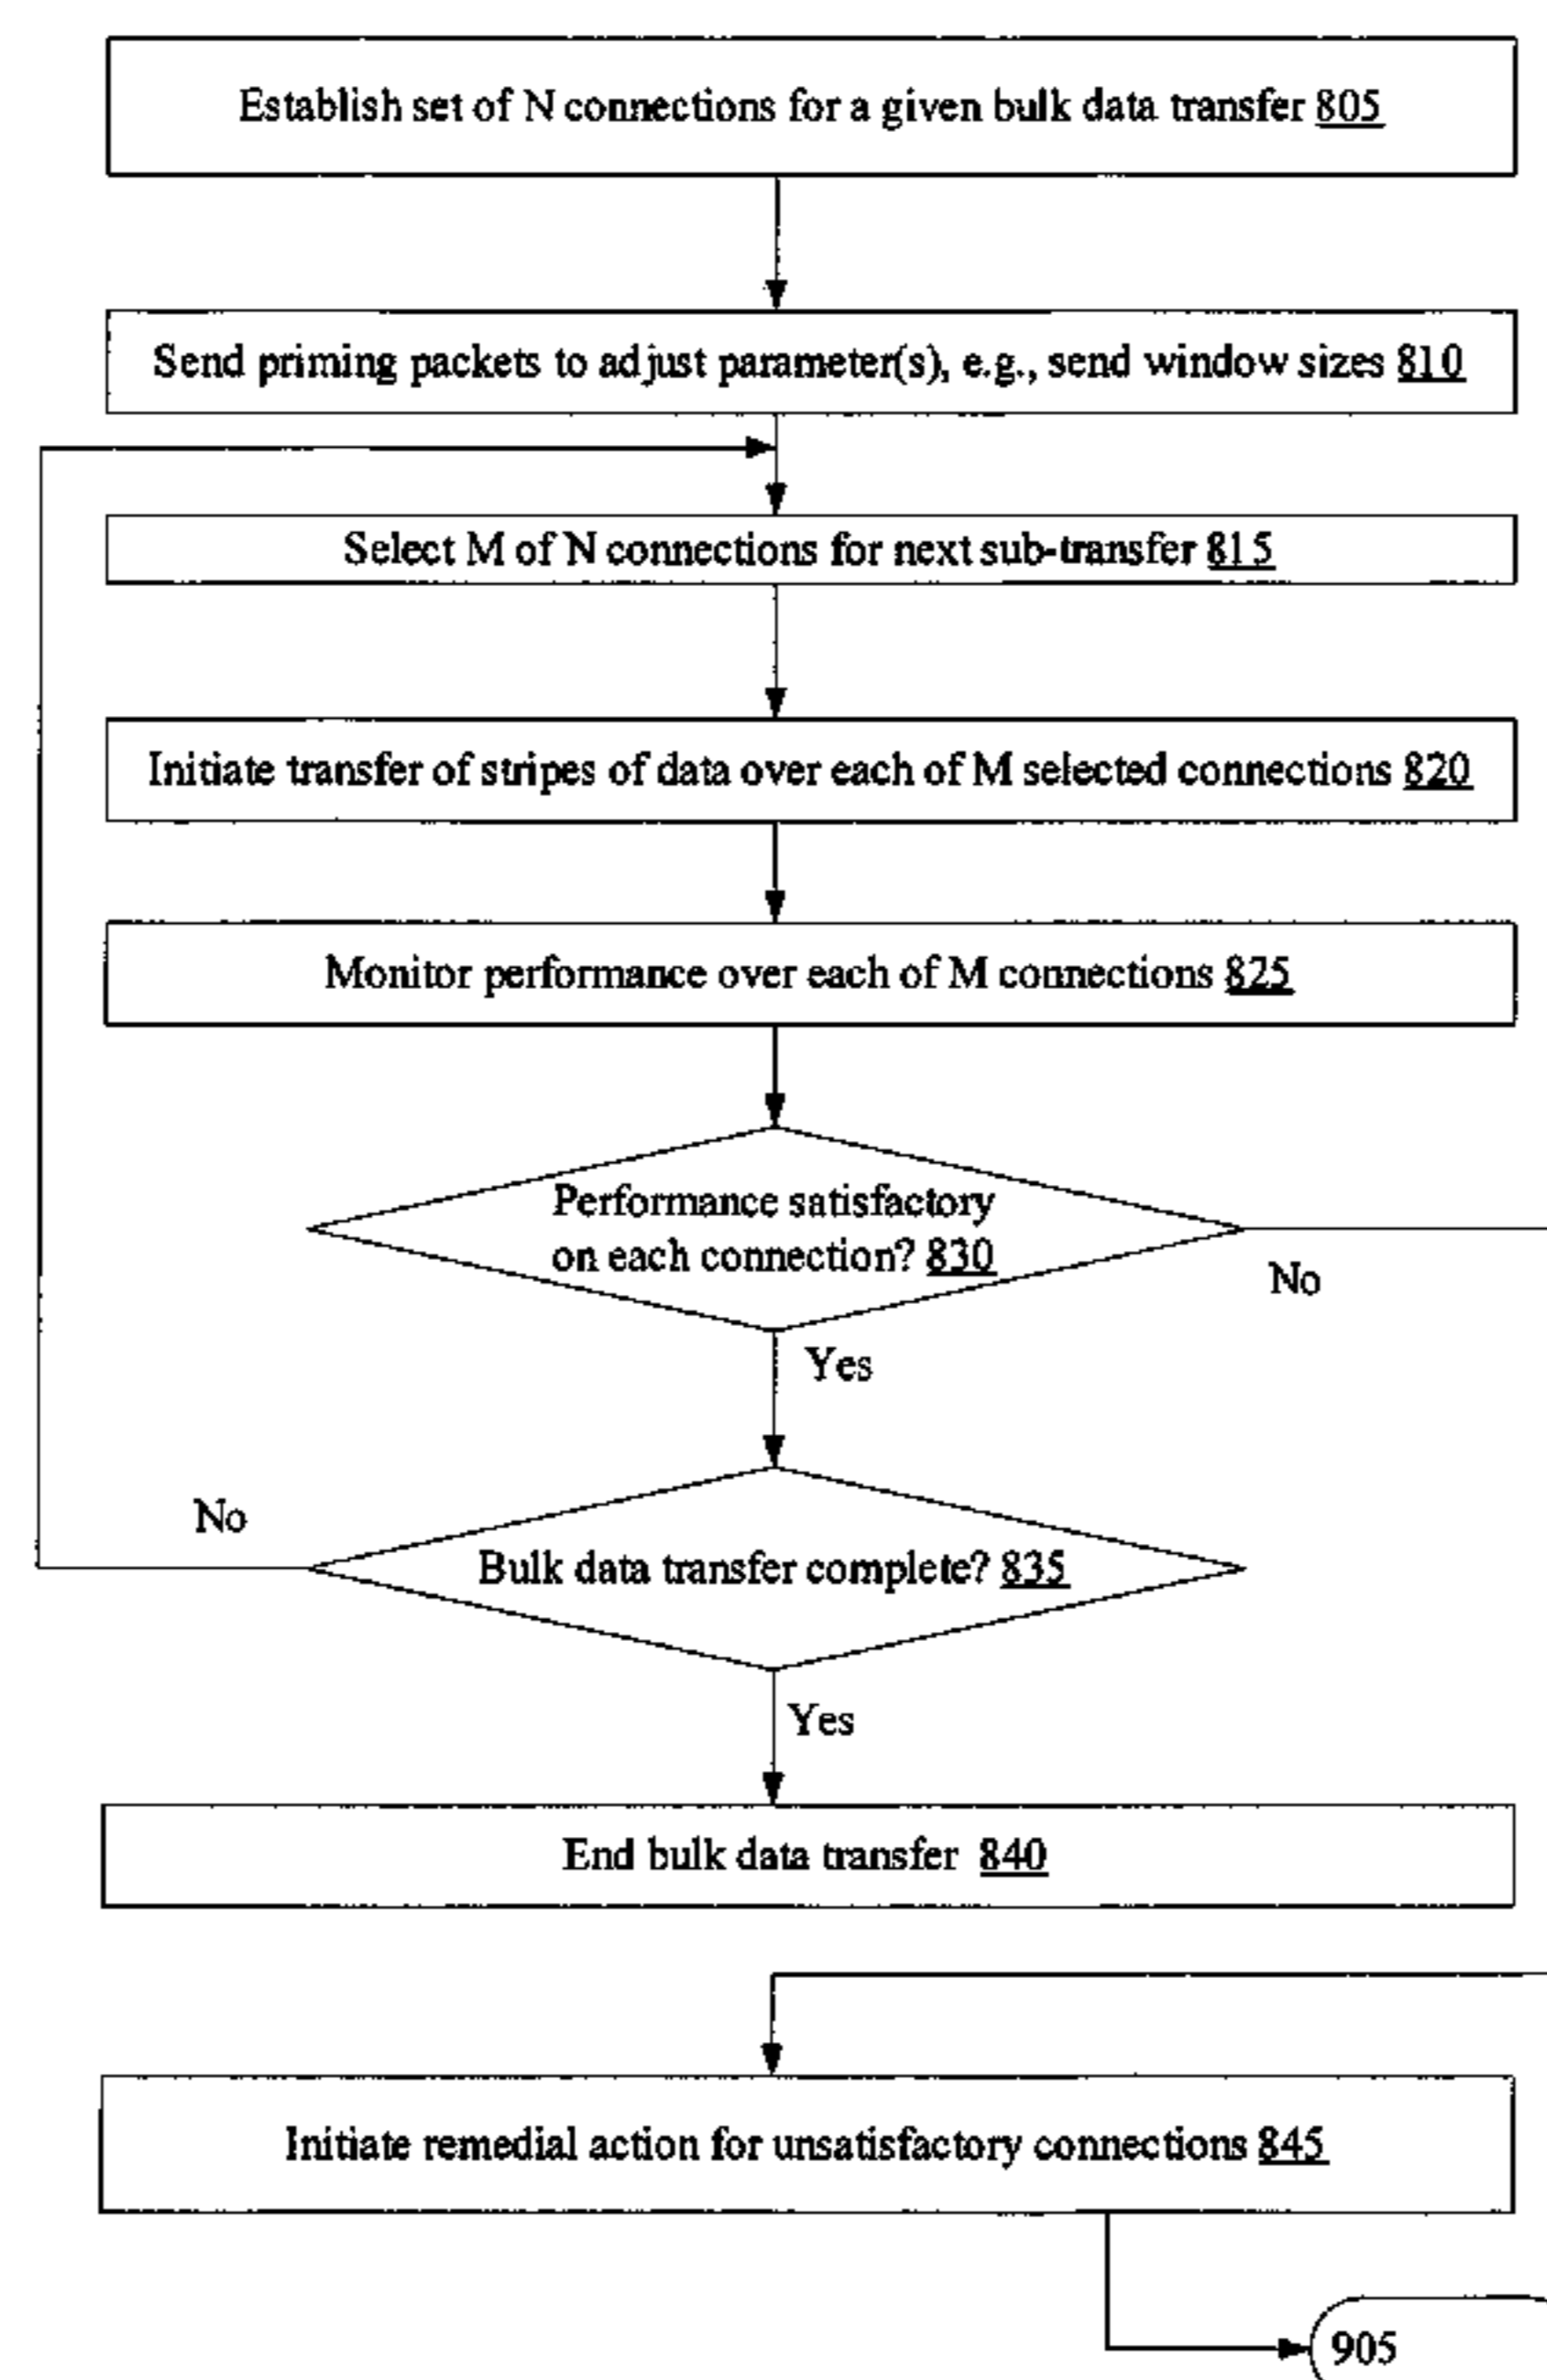 Establish set of N connections for a given bulk data transfer 805
Send priming packets to adjust parameter(s), e.g., send window sizes 810
Select M of N connections for next sub-transfer 815
Initiate transfer of stripes of data over each of M selected connections 820
Monitor performance over each of M connections 825
Performance satisfactory
on each connection? 830
No
Yes
No
Bulk data transfer complete? 835
Yes
End bulk data transfer 840
Initiate remedial action for unsatisfactory connections 845
905